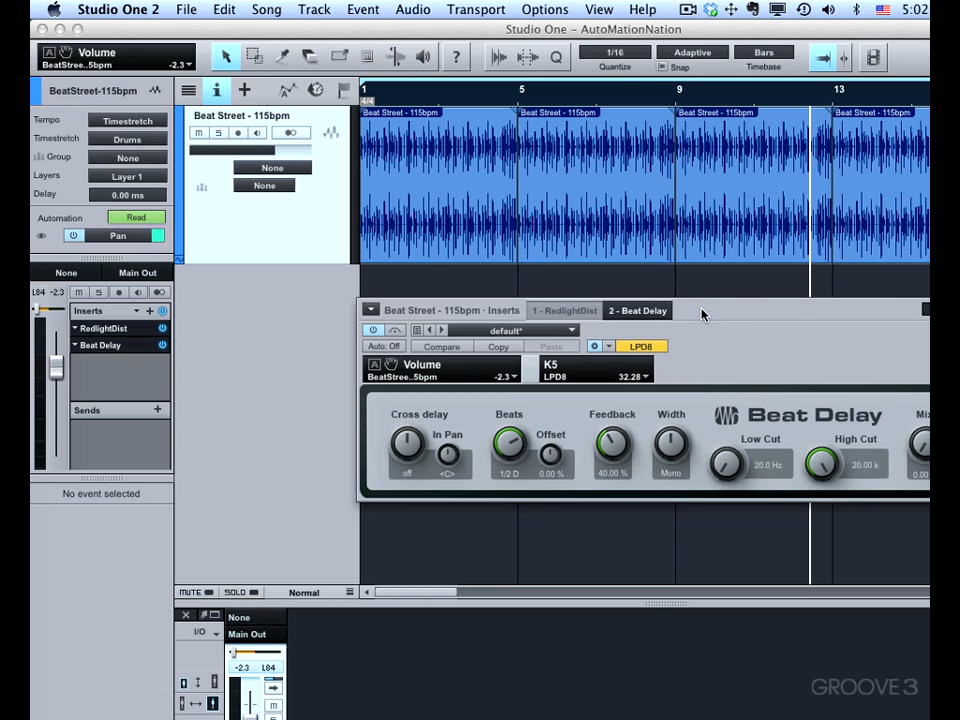 Studio One 2 File Edit Song Track Event Audio Transport Options View Help 5:02
Studio One - AutoMationNation
A Volume
BeatStree..5bpm -2.3
?
Q
1/16
Quantize
Adaptive
Snap
Bars
Timebase
BeatStreet-115bpm
i
1 5 9 13
4/4
Tempo Timestretch
Timestretch Drums
Group None
Layers Layer 1
Delay 0.00 ms
Automation Read
Pan
None Main Out
L84 -2.3 M S
Inserts
RedlightDist
Beat Delay
Sends
No event selected
Beat Street - 115bpm
M S
None
None
Beat Street - 115bpm Beat Street - 115bpm Beat Street - 115bpm Beat Street - 115bpm
Beat Street - 115bpm · Inserts 1 - RedlightDist 2 - Beat Delay
default*
Auto: Off Compare Copy Paste LPD8
A Volume
BeatStree..5bpm -2.3
K5
LPD8 32.28
Cross delay Beats Feedback Width Beat Delay Mix
In Pan Offset Low Cut High Cut
off <C> 1/2 D 0.00 % 40.00 % Mono 20.0 Hz 20.00 k 0.00
MUTE SOLO Normal
None
I/O Main Out
-2.3 L84
M
GROOVE3